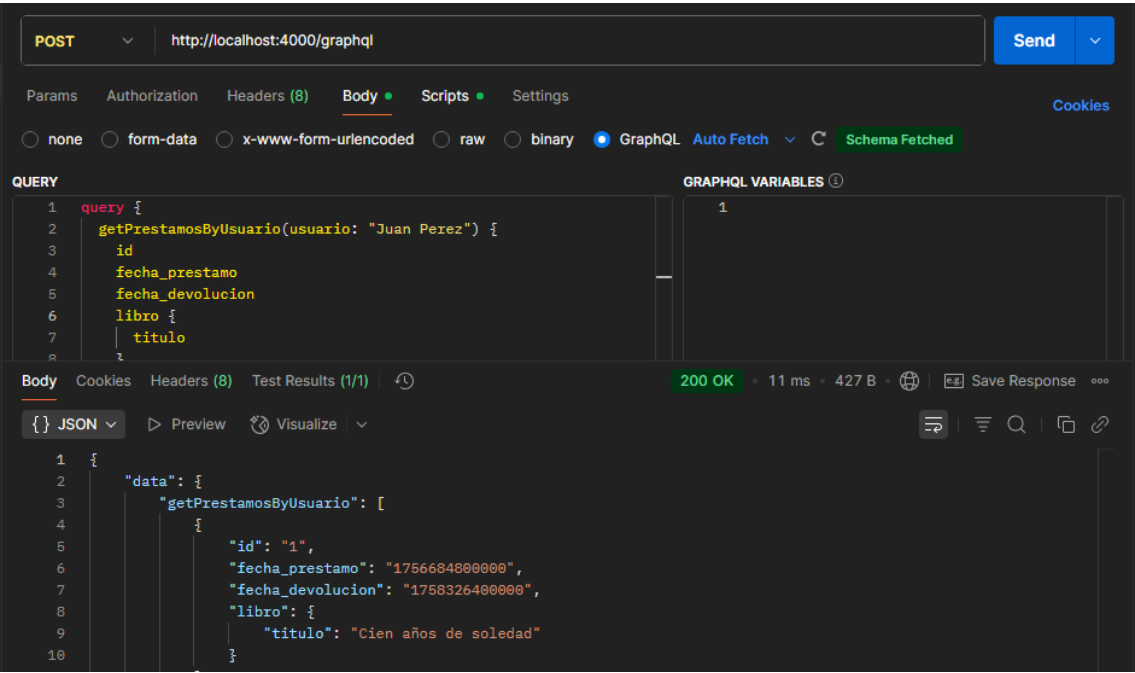 POST http://localhost:4000/graphql Send
Params Authorization Headers (8) Body Scripts Settings Cookies
none form-data x-www-form-urlencoded raw binary GraphQL Auto Fetch Schema Fetched
QUERY GRAPHQL VARIABLES
1 query { 1
2 getPrestamosByUsuario(usuario: "Juan Perez") {
3 id
4 fecha_prestamo
5 fecha_devolucion
6 libro {
7 titulo
8 }
Body Cookies Headers (8) Test Results (1/1) 200 OK • 11 ms • 427 B • e.g. Save Response
{} JSON Preview Visualize
1 {
2 "data": {
3 "getPrestamosByUsuario": [
4 {
5 "id": "1",
6 "fecha_prestamo": "1756684800000",
7 "fecha_devolucion": "1758326400000",
8 "libro": {
9 "titulo": "Cien años de soledad"
10 }